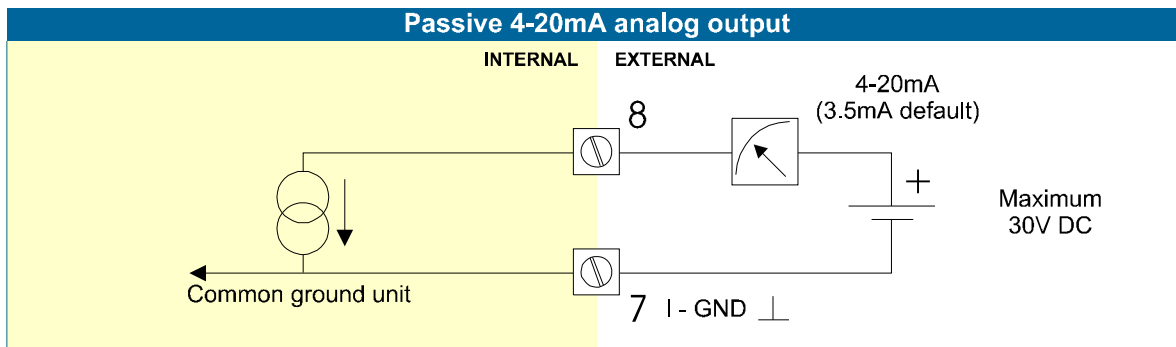 Passive 4-20mA analog output
INTERNAL EXTERNAL
8
4-20mA
(3.5mA default)
+
Maximum
30V DC
Common ground unit
7 I - GND ⊥